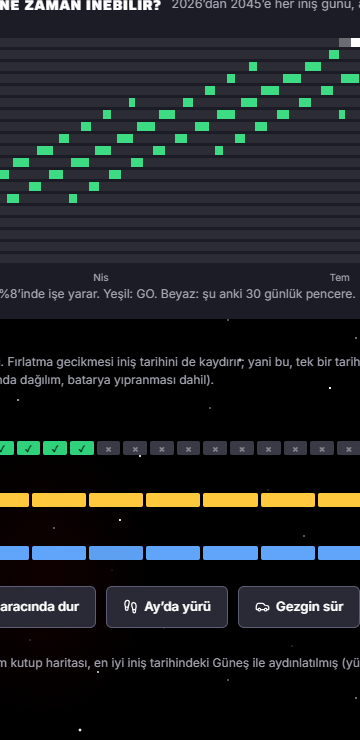 NE ZAMAN İNEBİLİR? 2026'dan 2045'e her iniş günü,
Nis Tem
%8'inde işe yarar. Yeşil: GO. Beyaz: şu anki 30 günlük pencere.
. Fırlatma gecikmesi iniş tarihini de kaydırır; yani bu, tek bir tarih
nda dağılım, batarya yıpranması dahil).
aracında dur Ay'da yürü Gezgin sür
m kutup haritası, en iyi iniş tarihindeki Güneş ile aydınlatılmış (yü